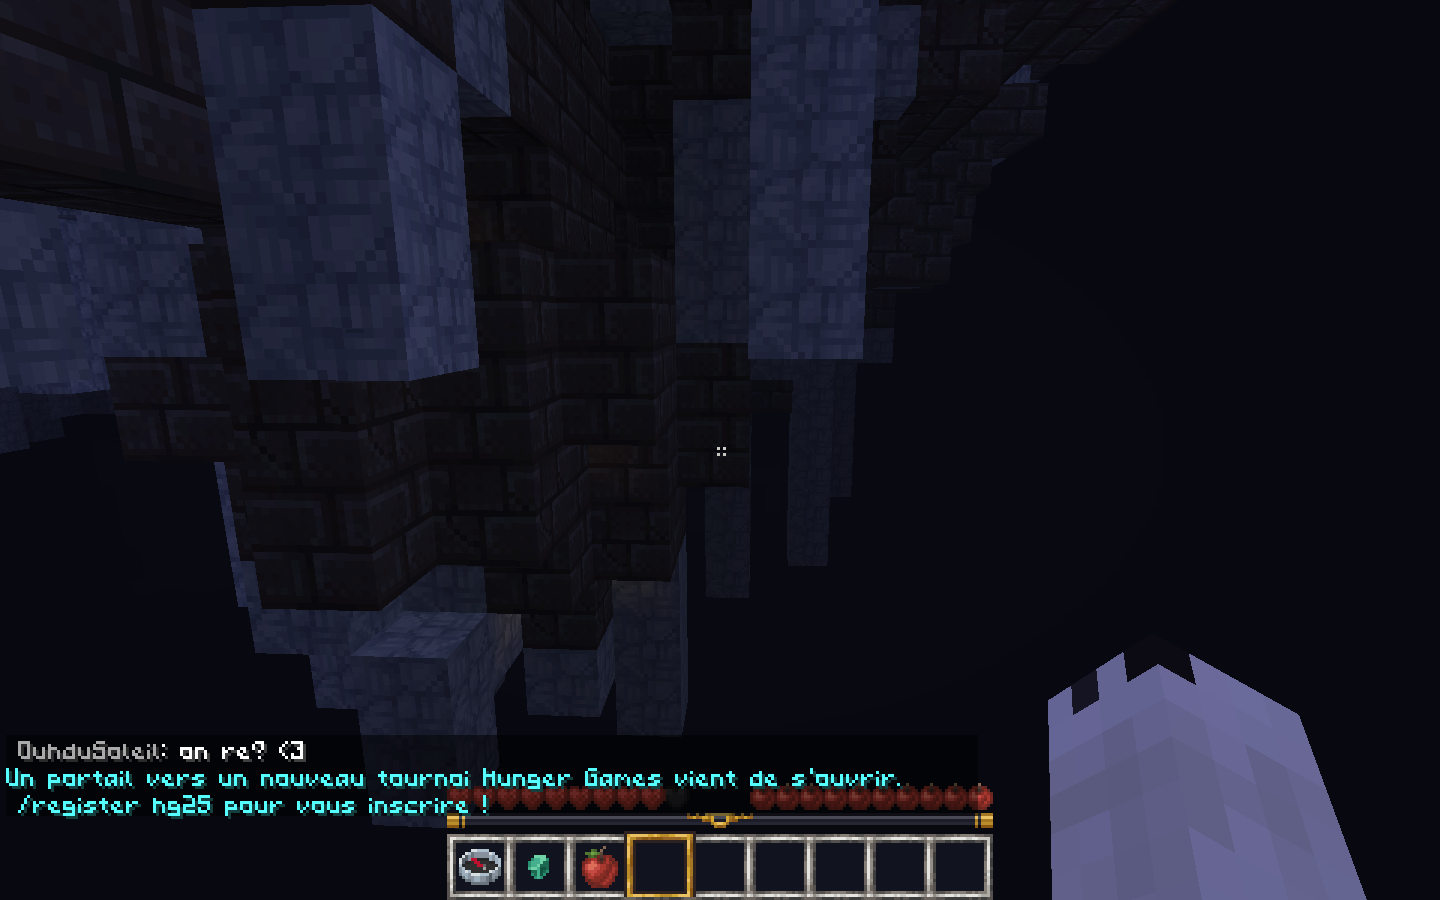 OuhduSoleil: on re? <3
Un portail vers un nouveau tournoi Hunger Games vient de s'ouvrir.
/register hg25 pour vous inscrire !